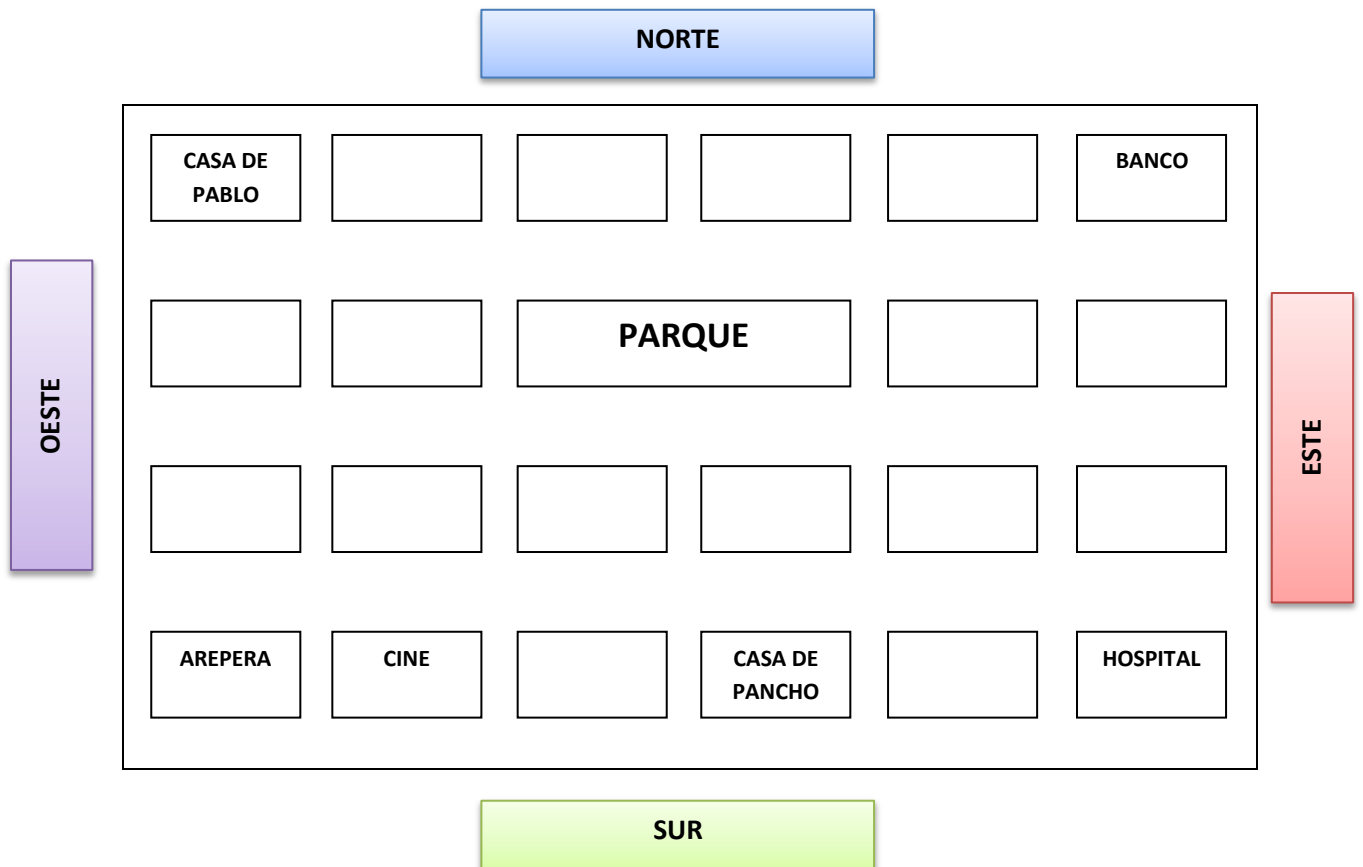 NORTE
CASA DE
PABLO
BANCO
PARQUE
OESTE
ESTE
AREPERA
CINE
CASA DE
PANCHO
HOSPITAL
SUR